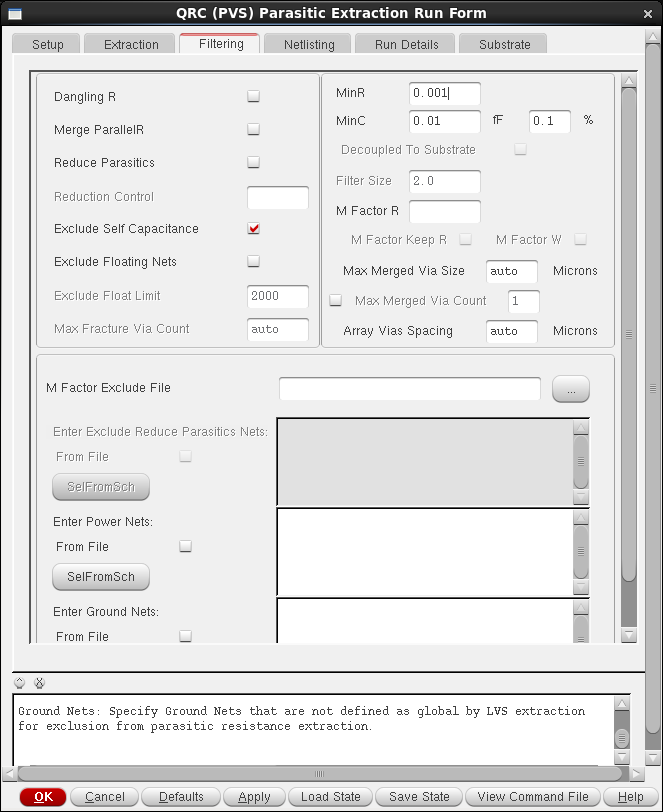 QRC (PVS) Parasitic Extraction Run Form
Setup
Extraction
Filtering
Netlisting
Run Details
Substrate
Dangling R
Merge ParallelR
Reduce Parasitics
Reduction Control
Exclude Self Capacitance
Exclude Floating Nets
Exclude Float Limit 2000
Max Fracture Via Count auto
MinR 0.001
MinC 0.01 fF 0.1 %
Decoupled To Substrate
Filter Size 2.0
M Factor R
M Factor Keep R M Factor W
Max Merged Via Size auto Microns
Max Merged Via Count 1
Array Vias Spacing auto Microns
M Factor Exclude File ...
Enter Exclude Reduce Parasitics Nets:
From File
SelFromSch
Enter Power Nets:
From File
SelFromSch
Enter Ground Nets:
From File
Ground Nets: Specify Ground Nets that are not defined as global by LVS extraction
for exclusion from parasitic resistance extraction.
OK Cancel Defaults Apply Load State Save State View Command File Help